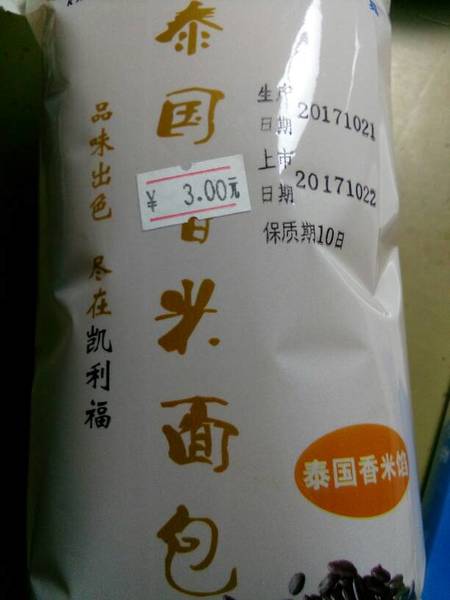 泰国香米面包
品味出色 尽在凯利福
¥ 3.00元
生产日期 20171021
上市日期 20171022
保质期10日
泰国香米馅